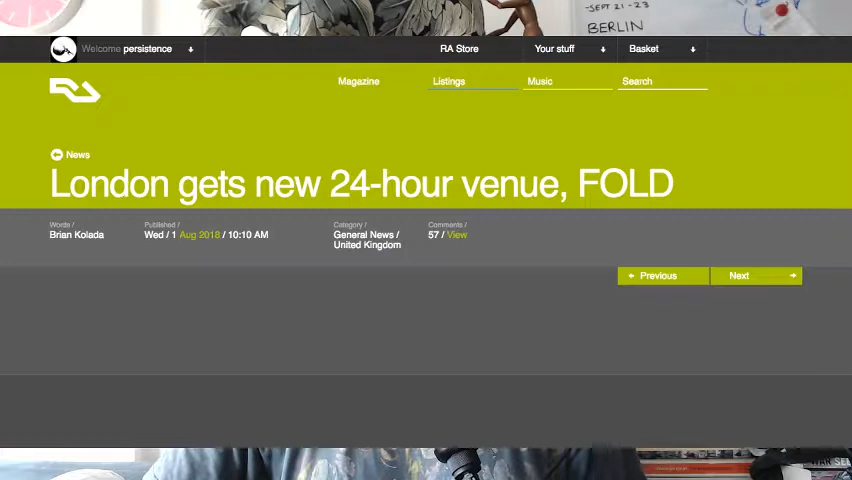 -SEPT 21-23
BERLIN
Welcome persistence
RA Store
Your stuff
Basket
Magazine
Listings
Music
Search
News
London gets new 24-hour venue, FOLD
Words /
Brian Kolada
Published /
Wed / 1 Aug 2018 / 10:10 AM
Category /
General News /
United Kingdom
Comments /
57 / View
Previous
Next